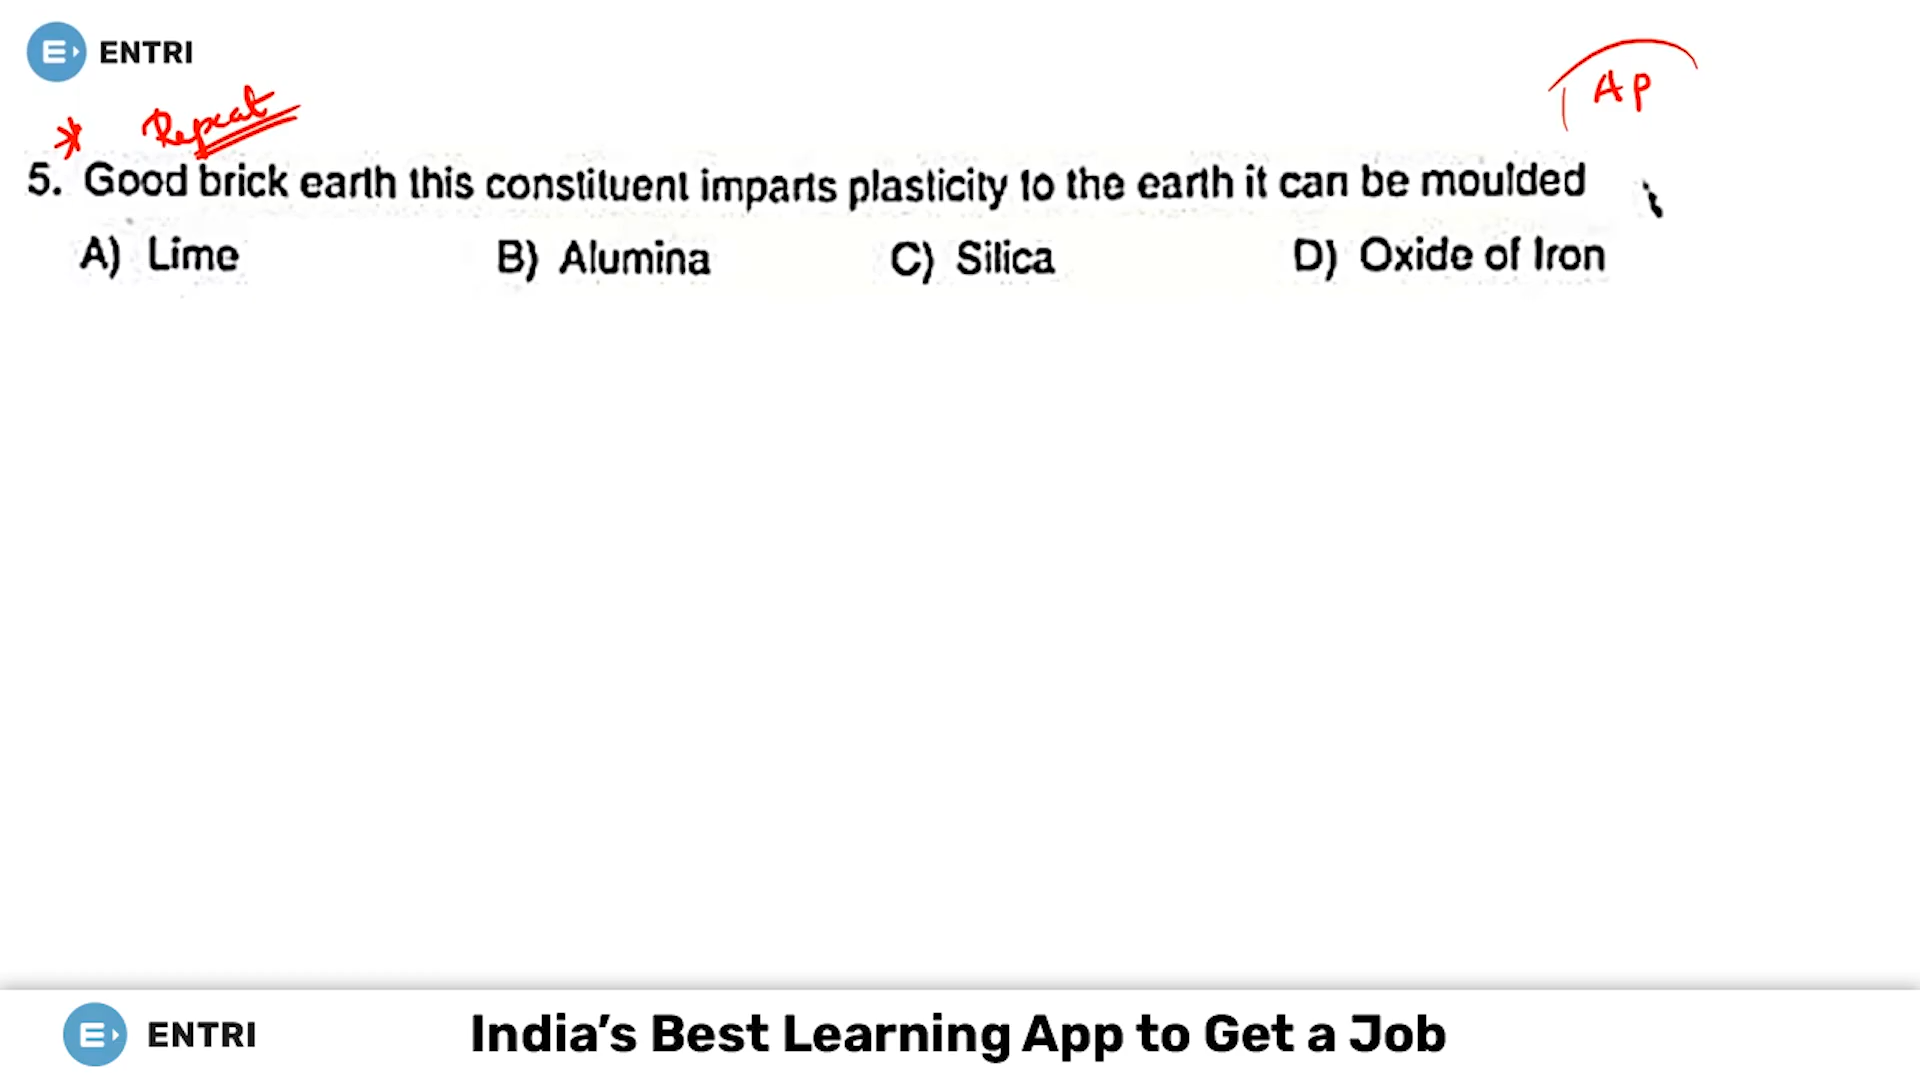 ENTRI
Ap
* Repeat
5. Good brick earth this constituent imparts plasticity to the earth it can be moulded
A) Lime B) Alumina C) Silica D) Oxide of Iron
ENTRI India's Best Learning App to Get a Job